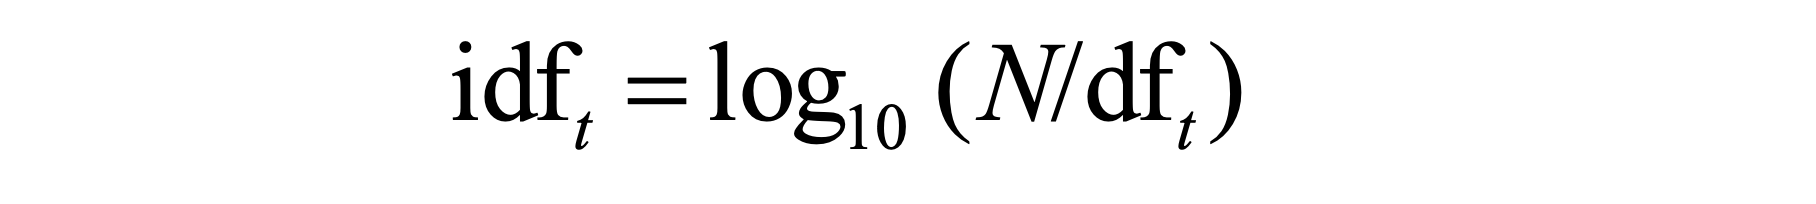 idf_t = log_10 (N/df_t)